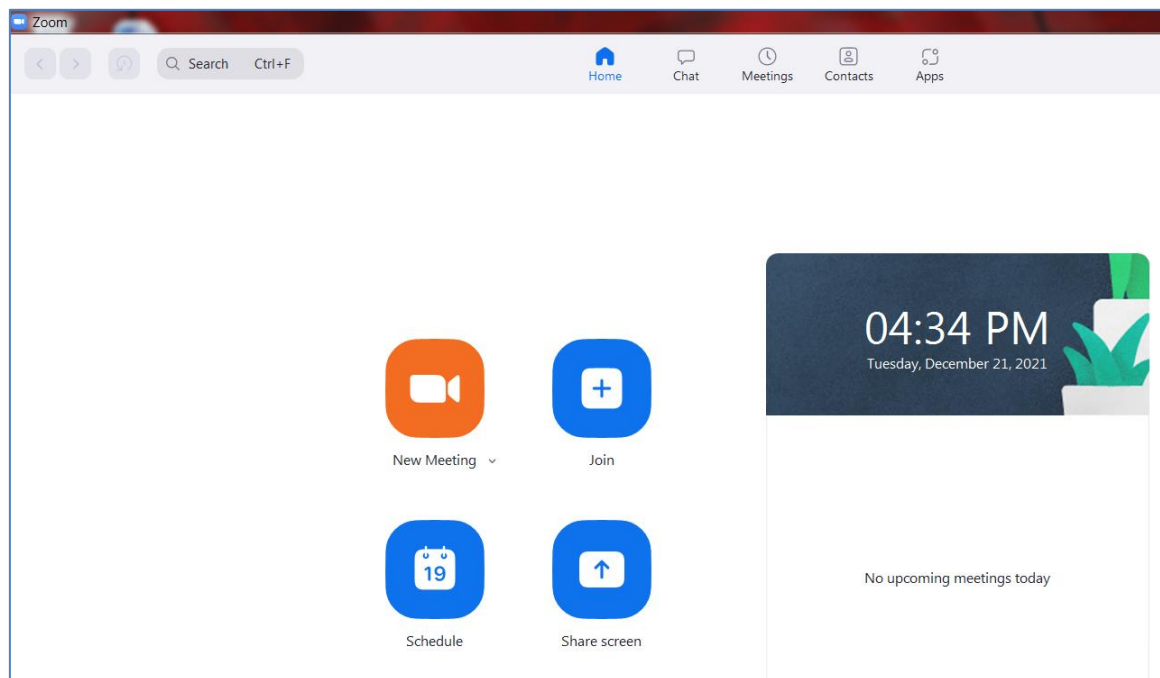 Zoom
Search Ctrl+F
Home Chat Meetings Contacts Apps
04:34 PM
Tuesday, December 21, 2021
New Meeting Join
19
Schedule Share screen
No upcoming meetings today